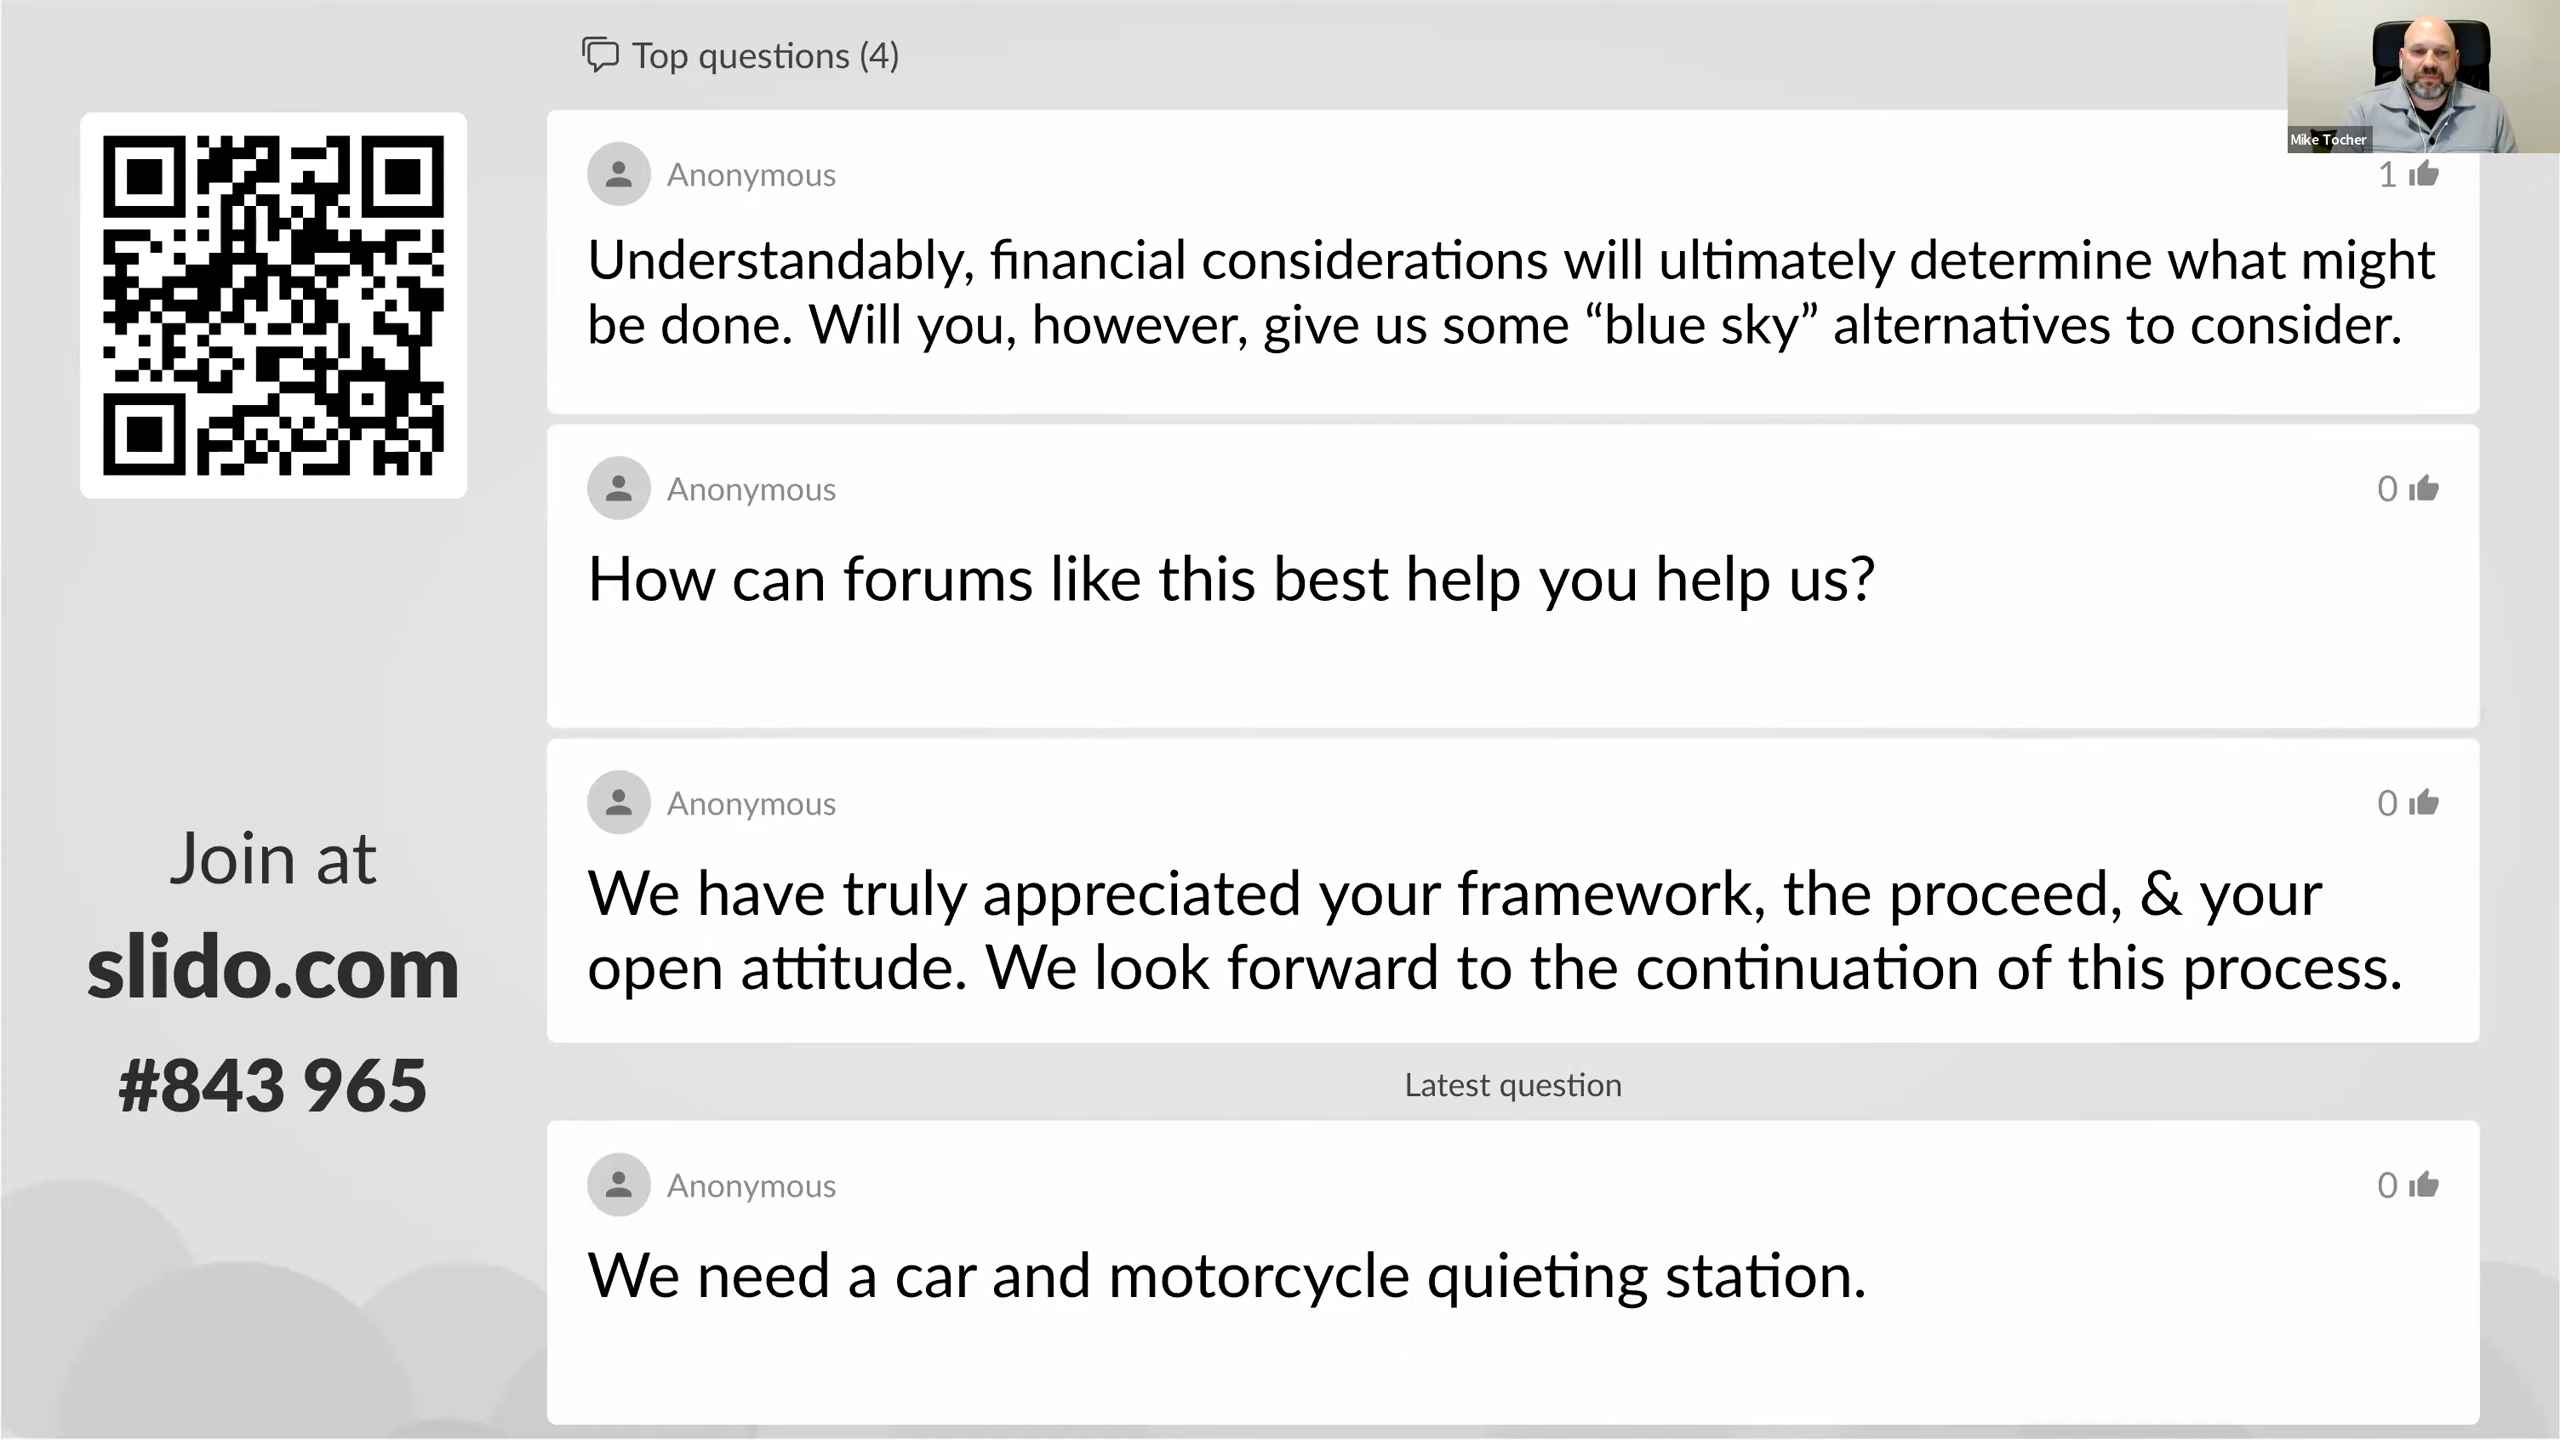 Top questions (4)
Mike Tocher
Anonymous
1
Understandably, financial considerations will ultimately determine what might
be done. Will you, however, give us some “blue sky” alternatives to consider.
Anonymous
0
How can forums like this best help you help us?
Anonymous
0
We have truly appreciated your framework, the proceed, & your
open attitude. We look forward to the continuation of this process.
Join at
slido.com
#843 965
Latest question
Anonymous
0
We need a car and motorcycle quieting station.